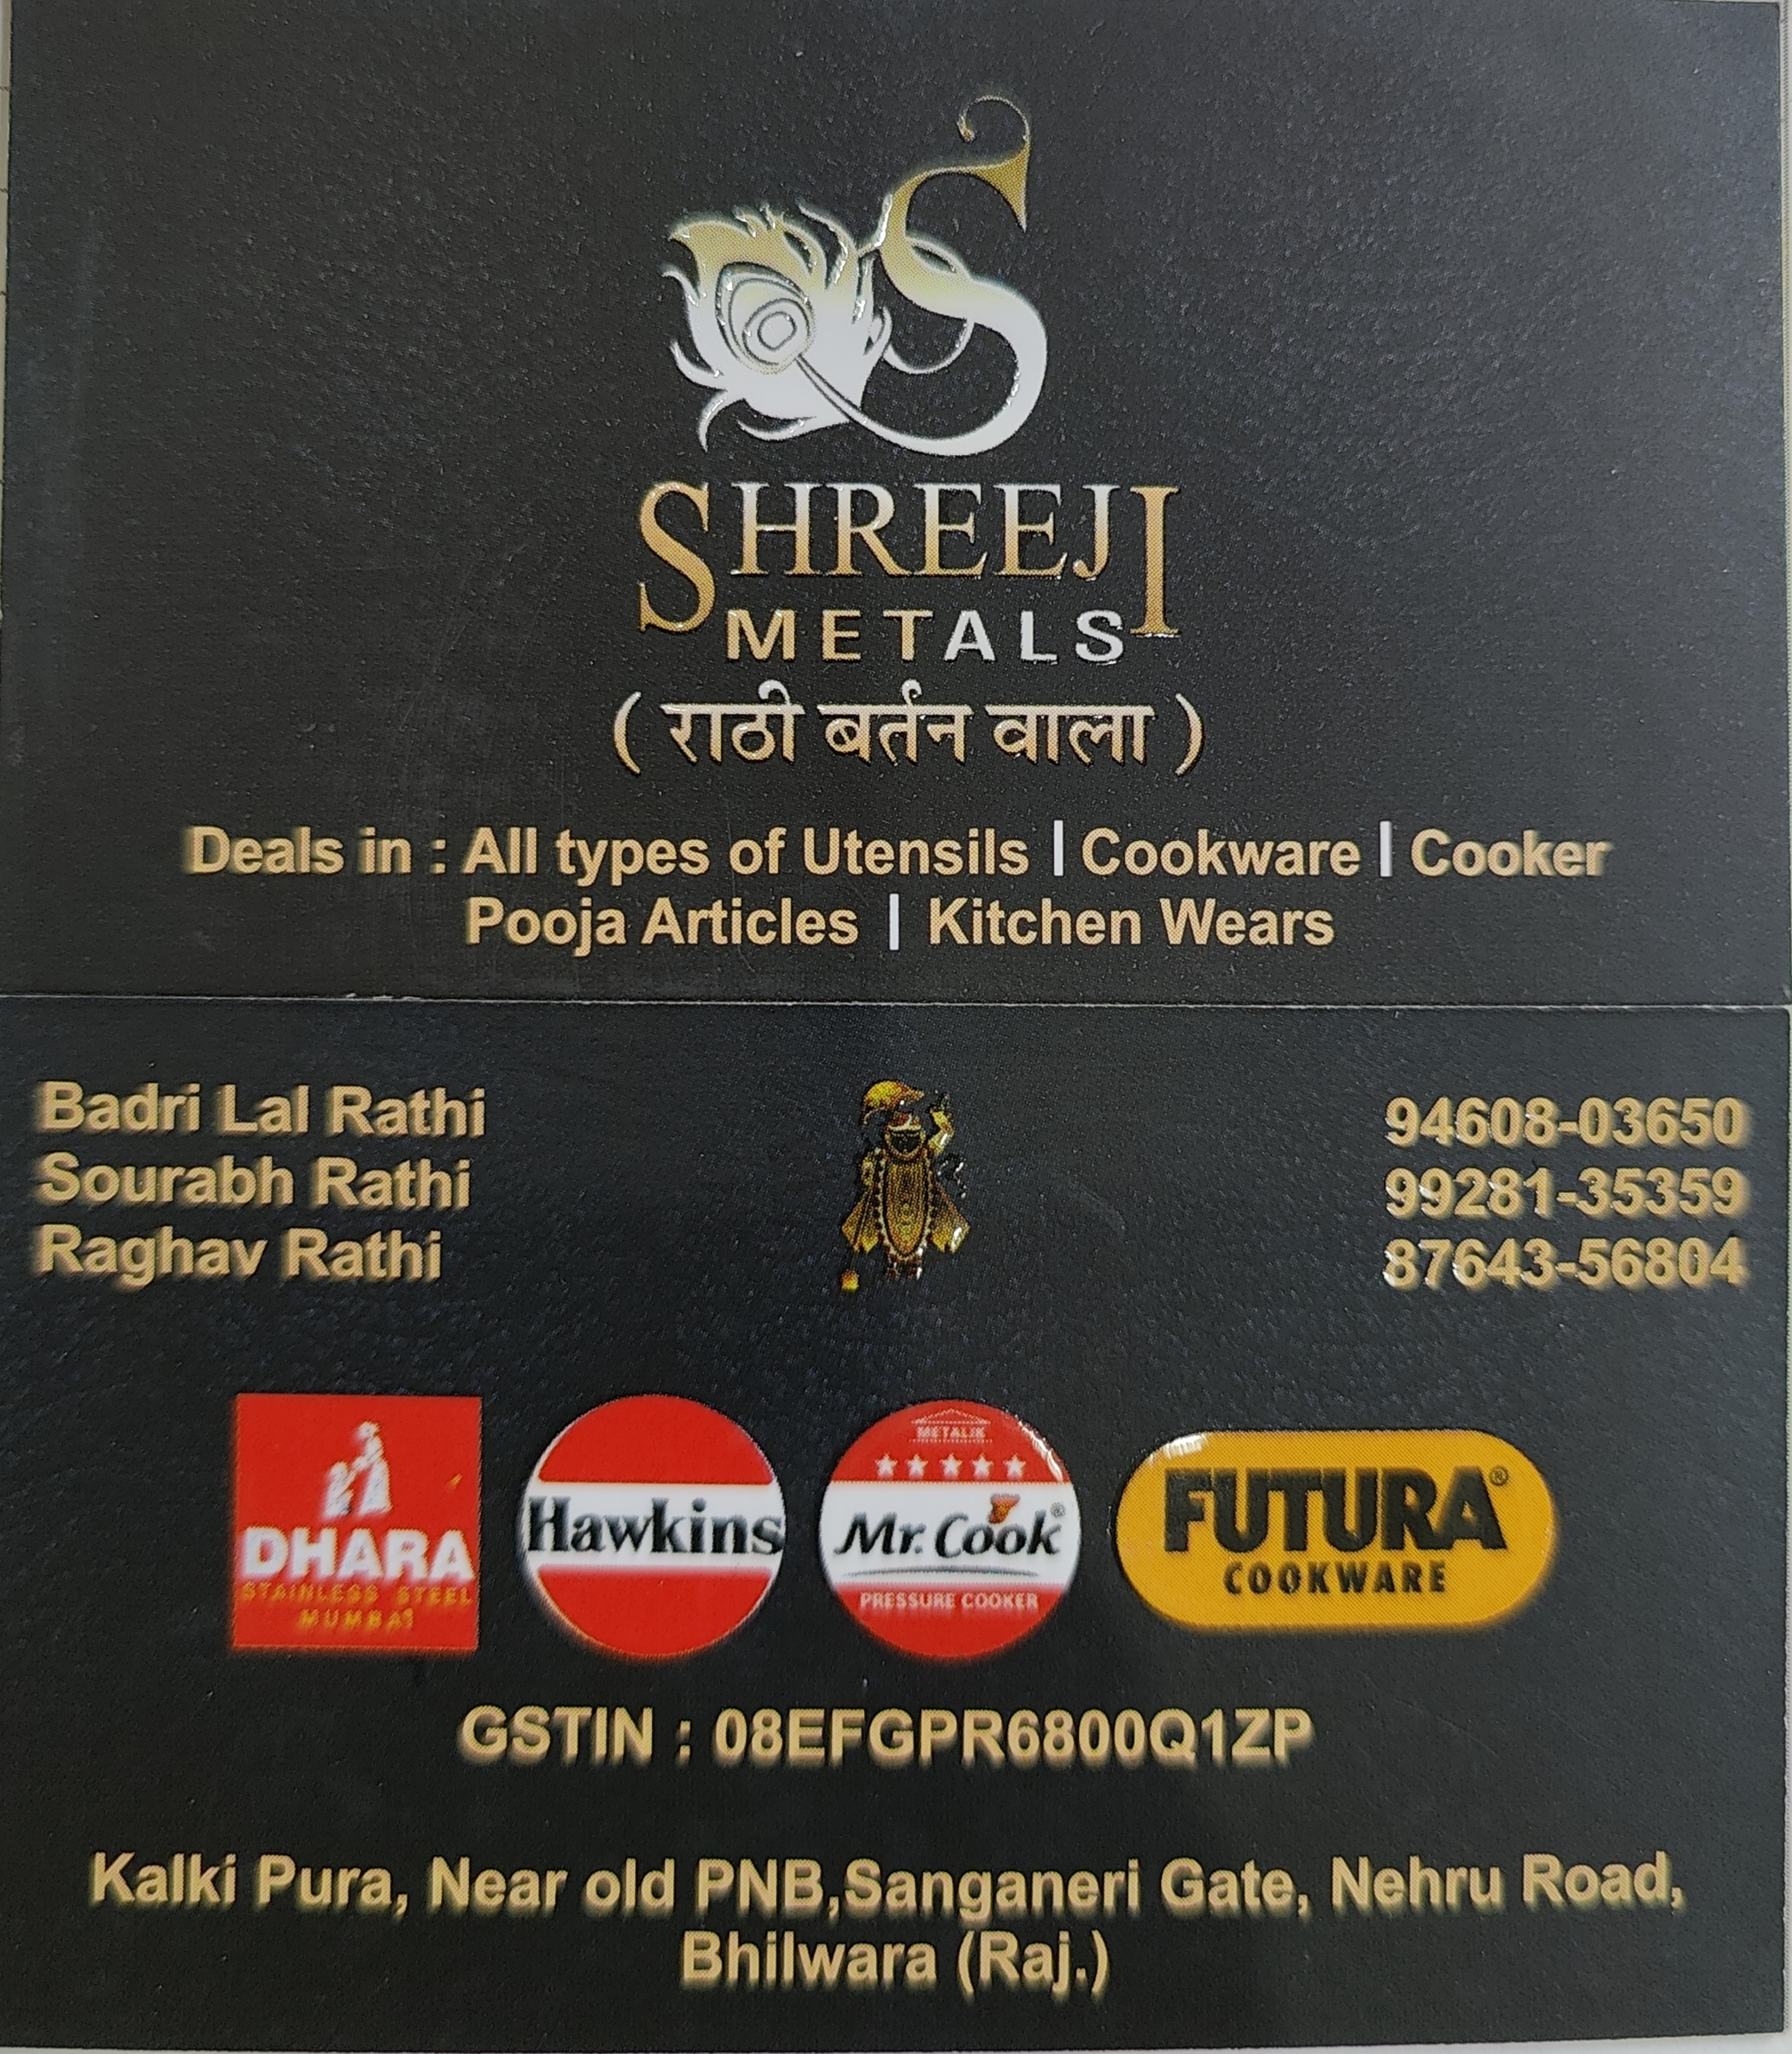 S
SHREEJI
METALS
( राठी बर्तन वाला )
Deals in : All types of Utensils | Cookware | Cooker
Pooja Articles | Kitchen Wears
Badri Lal Rathi 94608-03650
Sourabh Rathi 99281-35359
Raghav Rathi 87643-56804
DHARA
STAINLESS STEEL
MUMBAI
Hawkins
METALIK
Mr. Cook®
PRESSURE COOKER
FUTURA®
COOKWARE
GSTIN : 08EFGPR6800Q1ZP
Kalki Pura, Near old PNB,Sanganeri Gate, Nehru Road,
Bhilwara (Raj.)